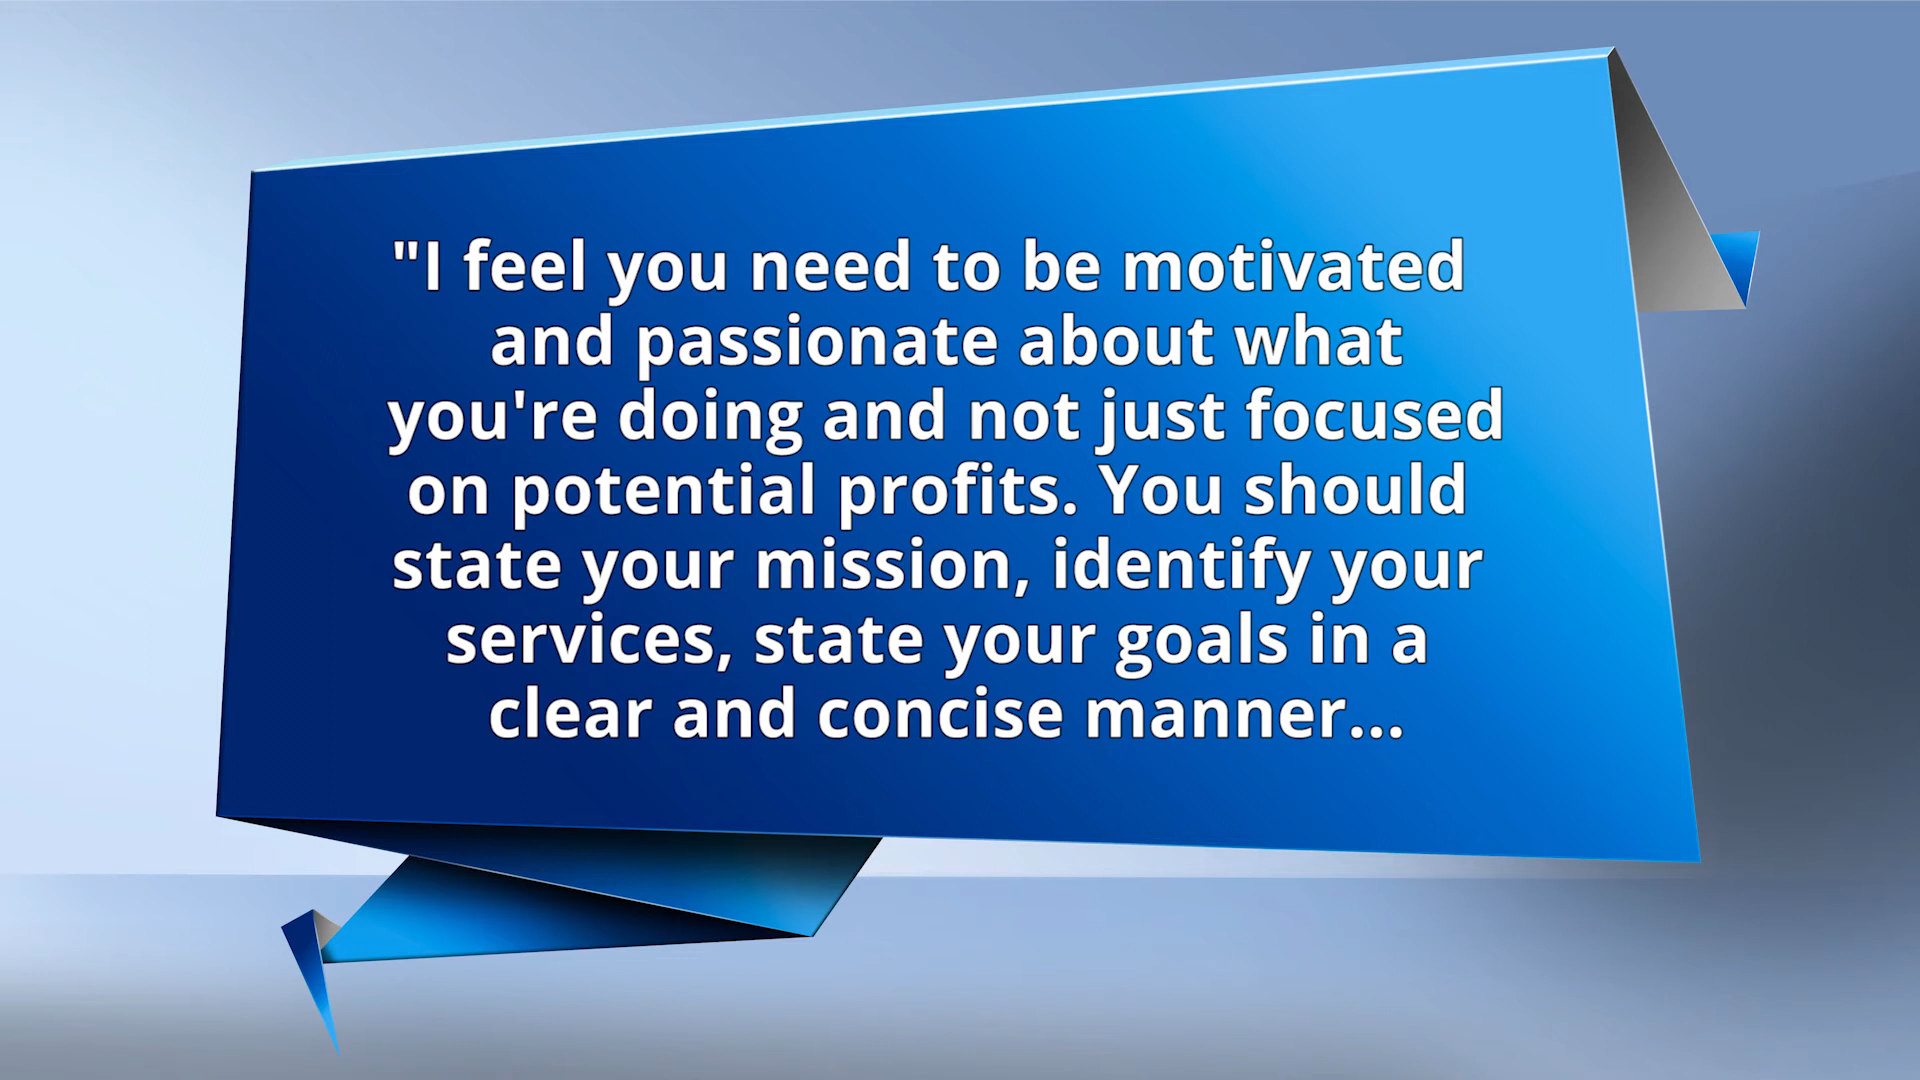 "I feel you need to be motivated
and passionate about what
you're doing and not just focused
on potential profits. You should
state your mission, identify your
services, state your goals in a
clear and concise manner...